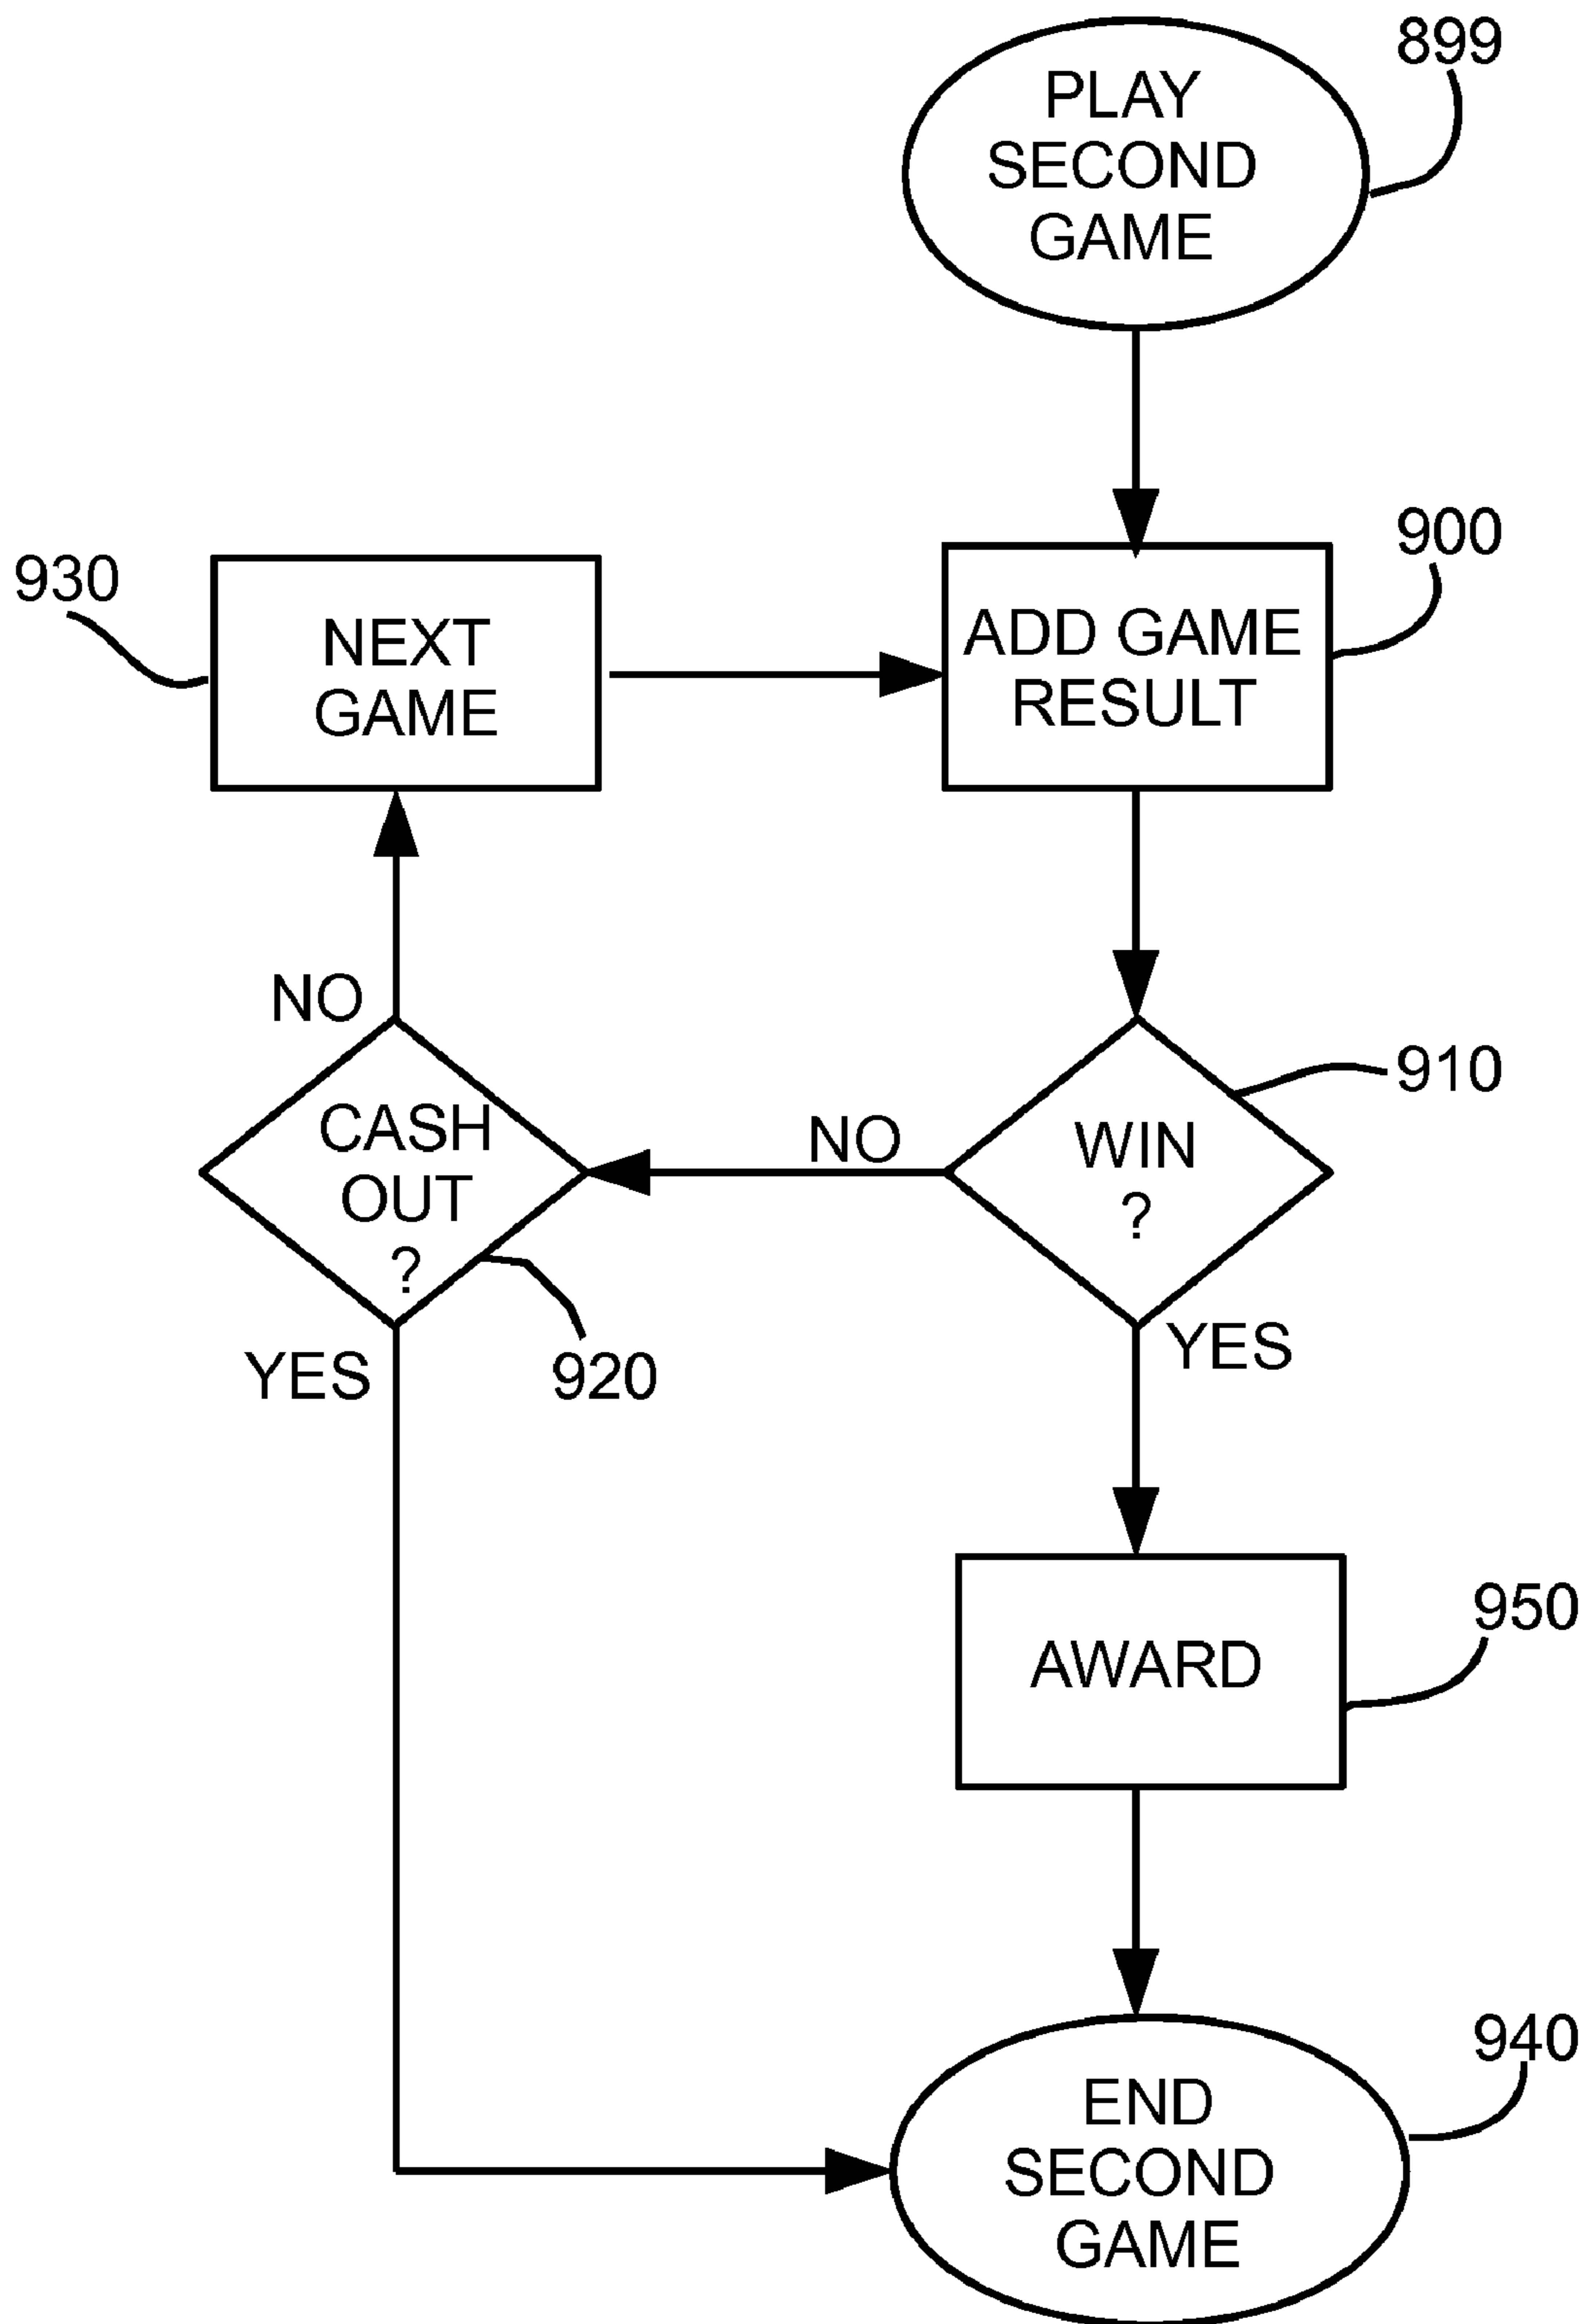 899
PLAY
SECOND
GAME
900
930
NEXT
GAME
ADD GAME
RESULT
NO
910
CASH
OUT
?
NO
WIN
?
YES
920
YES
950
AWARD
940
END
SECOND
GAME